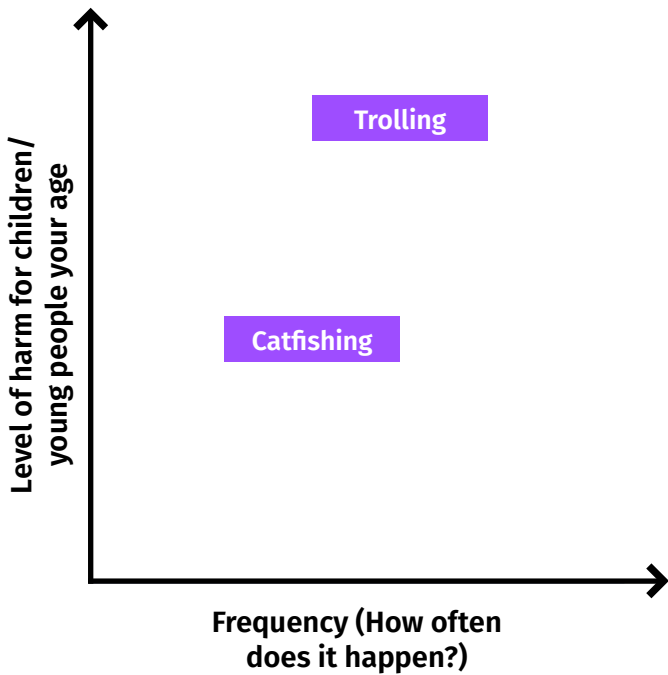 Trolling
Catfishing
Level of harm for children/
young people your age
Frequency (How often
does it happen?)